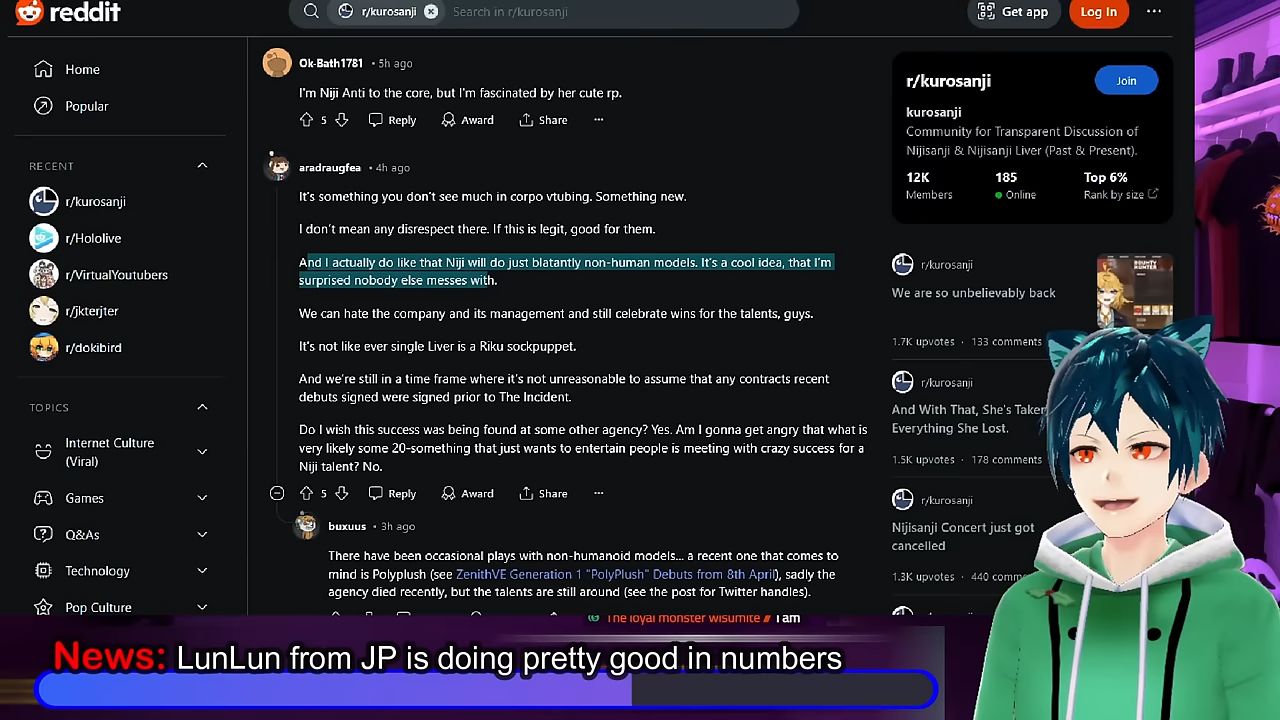 reddit
r/kurosanji
Search in r/kurosanji
Get app
Log In
Home
Popular
RECENT
r/kurosanji
r/Hololive
r/VirtualYoutubers
r/jkterjter
r/dokibird
TOPICS
Internet Culture
(Viral)
Games
Q&As
Technology
Pop Culture
Ok-Bath1781 • 5h ago
I'm Niji Anti to the core, but I'm fascinated by her cute rp.
5 Reply Award Share
aradraugfea • 4h ago
It's something you don't see much in corpo vtubing. Something new.
I don't mean any disrespect there. If this is legit, good for them.
And I actually do like that Niji will do just blatantly non-human models. It's a cool idea, that I'm
surprised nobody else messes with.
We can hate the company and its management and still celebrate wins for the talents, guys.
It's not like ever single Liver is a Riku sockpuppet.
And we're still in a time frame where it's not unreasonable to assume that any contracts recent
debuts signed were signed prior to The Incident.
Do I wish this success was being found at some other agency? Yes. Am I gonna get angry that what is
very likely some 20-something that just wants to entertain people is meeting with crazy success for a
Niji talent? No.
5 Reply Award Share
buxuus • 3h ago
There have been occasional plays with non-humanoid models... a recent one that comes to
mind is Polyplush (see ZenithVE Generation 1 "PolyPlush" Debuts from 8th April), sadly the
agency died recently, but the talents are still around (see the post for Twitter handles).
r/kurosanji
Join
kurosanji
Community for Transparent Discussion of
Nijisanji & Nijisanji Liver (Past & Present).
12K 185 Top 6%
Members Online Rank by size
r/kurosanji
We are so unbelievably back
BOUNTY
HUNTER
1.7K upvotes · 133 comments
r/kurosanji
And With That, She's Taken
Everything She Lost.
1.5K upvotes · 178 comments
r/kurosanji
Nijisanji Concert just got
cancelled
1.3K upvotes · 440 comm
The loyal monster wisumite // I am
News: LunLun from JP is doing pretty good in numbers